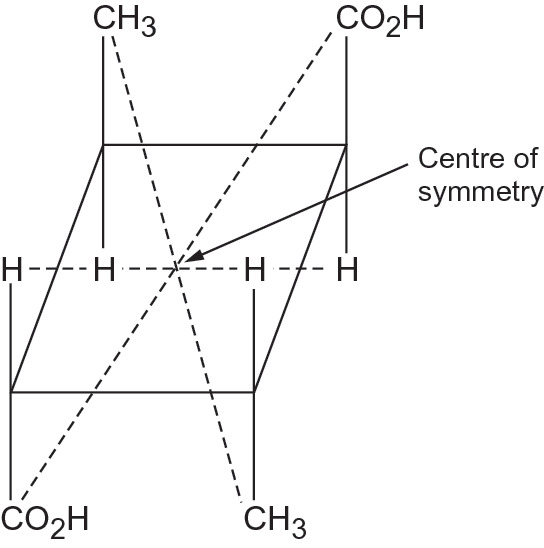 CH₃ CO₂H
Centre of
symmetry
H H H H
CO₂H CH₃